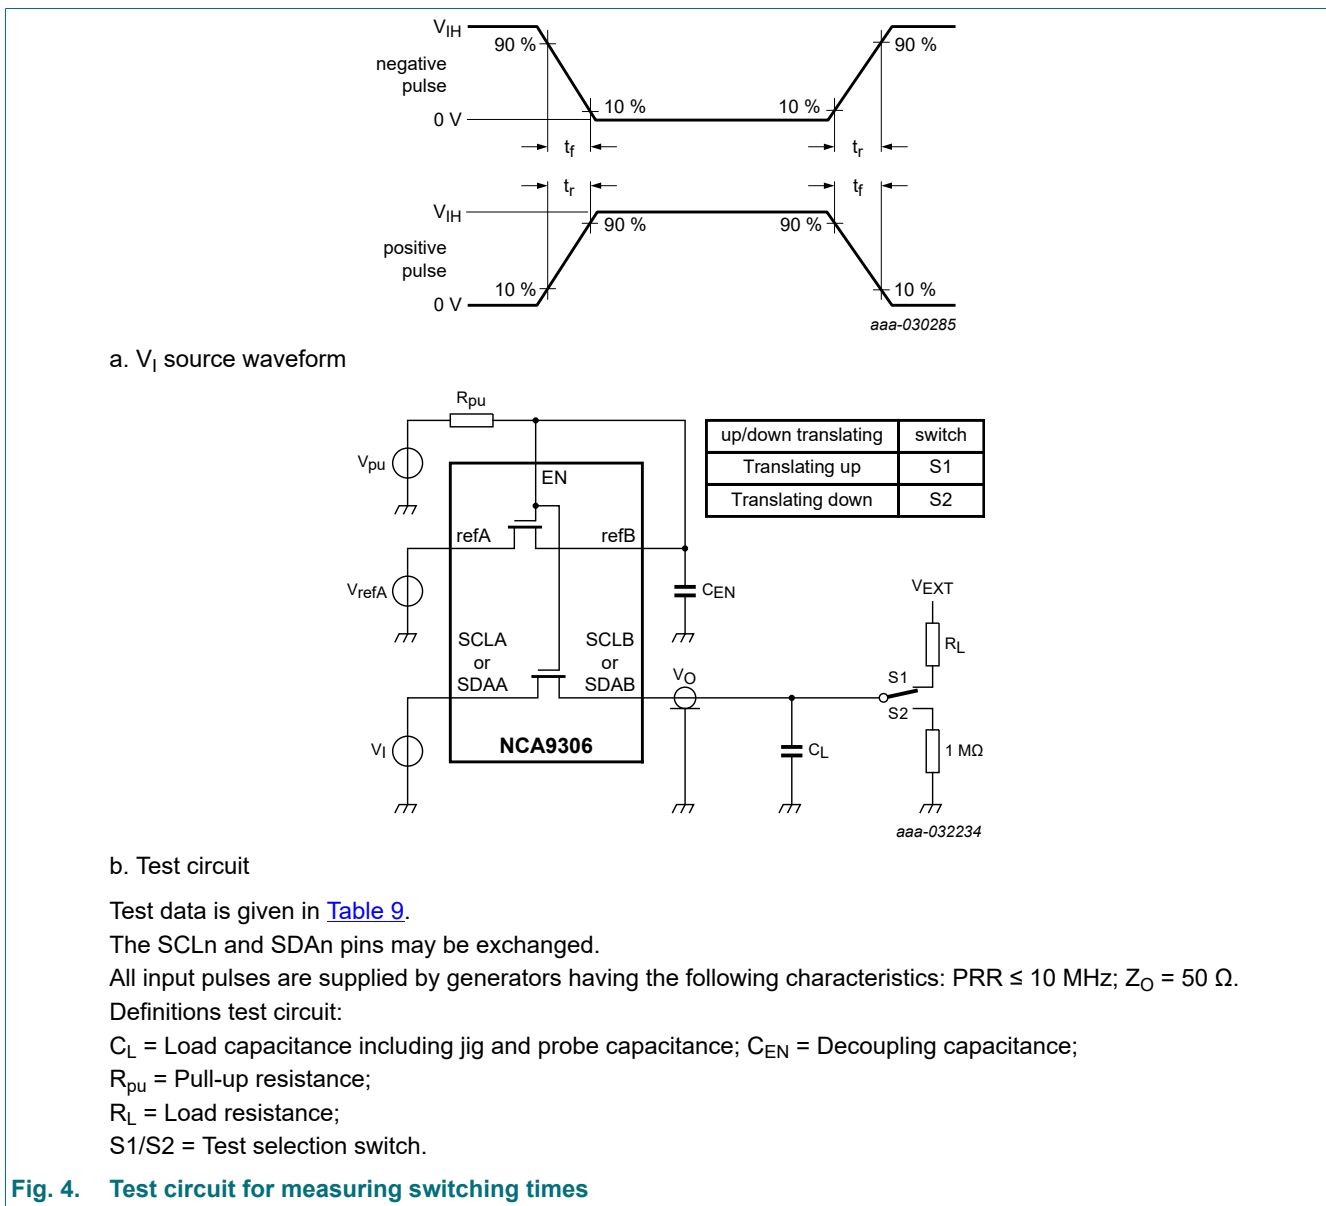 VIH
90 %
90 %
negative
pulse
10 %
10 %
0 V
tf
tr
tr
tf
VIH
90 %
90 %
positive
pulse
10 %
10 %
0 V
aaa-030285
a. VI source waveform
Rpu
up/down translating switch
Translating up S1
Translating down S2
Vpu
EN
refA
refB
VrefA
CEN
VEXT
SCLA
or
SDAA
SCLB
or
SDAB
RL
VO
S1
S2
VI
NCA9306
CL
1 MΩ
aaa-032234
b. Test circuit
Test data is given in Table 9.
The SCLn and SDAn pins may be exchanged.
All input pulses are supplied by generators having the following characteristics: PRR ≤ 10 MHz; ZO = 50 Ω.
Definitions test circuit:
CL = Load capacitance including jig and probe capacitance; CEN = Decoupling capacitance;
Rpu = Pull-up resistance;
RL = Load resistance;
S1/S2 = Test selection switch.
Fig. 4. Test circuit for measuring switching times